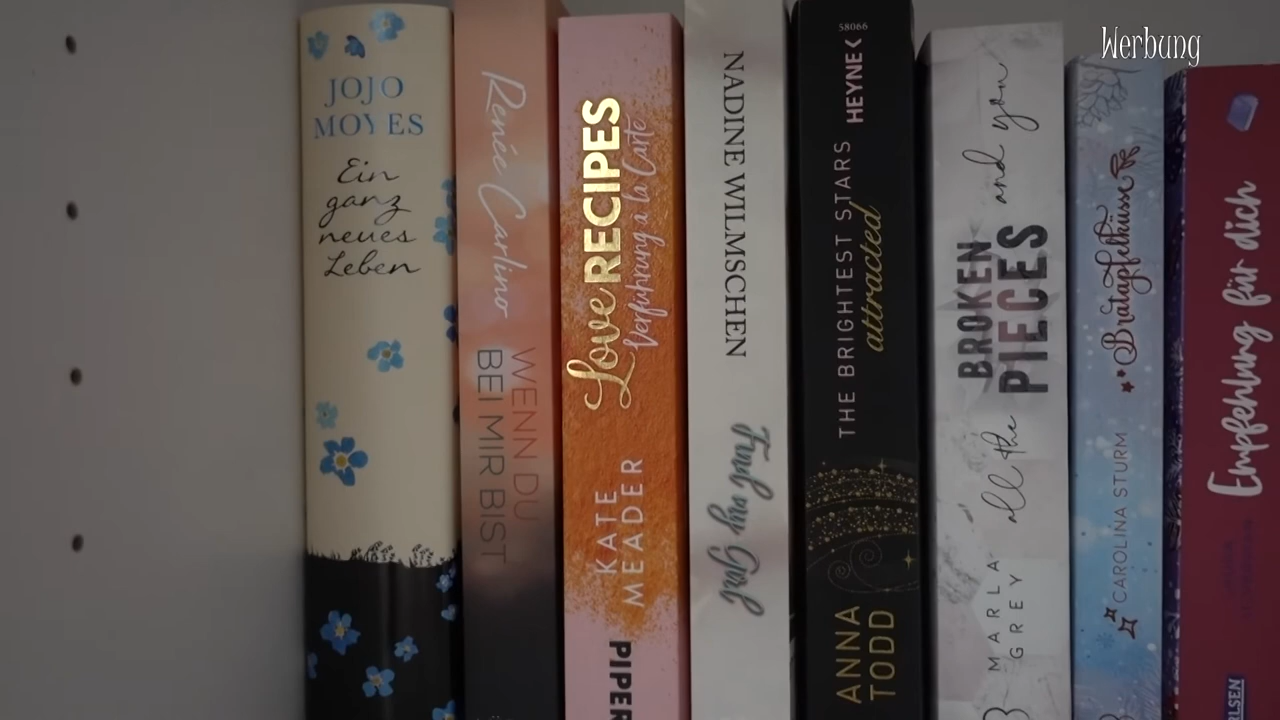 Werbung
JOJO
MOYES
Ein
ganz
neues
Leben
Renée Carlino
WENN DU
BEI MIR BIST
Love RECIPES
Verführung à la Carte
KATE
MEADER
PIPER
NADINE WILMSCHEN
Find my Girl
58066
HEYNE
THE BRIGHTEST STARS
attracted
ANNA
TODD
all the BROKEN PIECES and you
MARLA
GREY
Bratapfelküsse
CAROLINA STURM
Empfehlung für dich